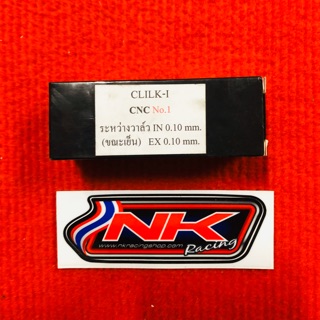 CLILK-I
CNC No.1
ระหว่างวาล์ว IN 0.10 mm.
(ขณะเย็น) EX 0.10 mm.
NK
www.nkracingshop.com
Racing